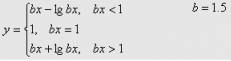 y = { bx − lg bx, bx < 1
1, bx = 1
bx + lg bx, bx > 1
b = 1.5